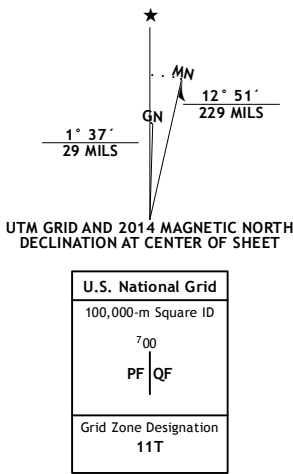 ★
MN
GN
12° 51´
229 MILS
1° 37´
29 MILS
UTM GRID AND 2014 MAGNETIC NORTH
DECLINATION AT CENTER OF SHEET
U.S. National Grid
100,000-m Square ID
⁷00
PF QF
Grid Zone Designation
11T